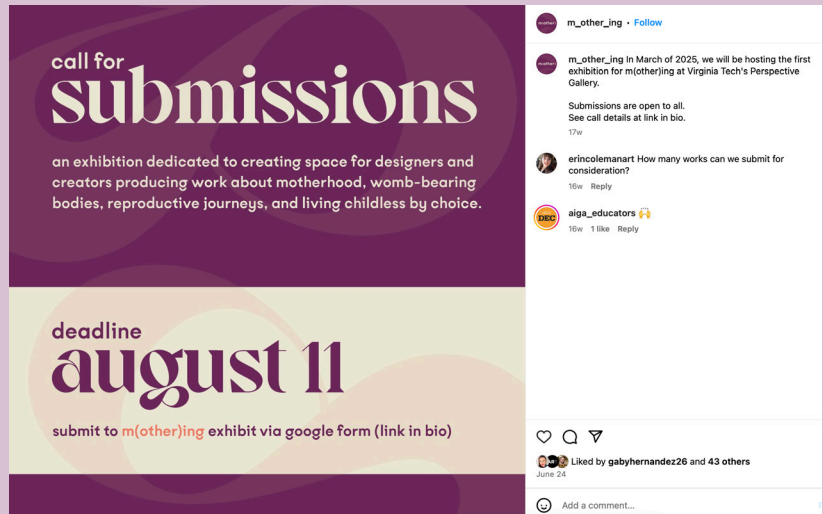 call for
submissions
an exhibition dedicated to creating space for designers and
creators producing work about motherhood, womb-bearing
bodies, reproductive journeys, and living childless by choice.
deadline
august 11
submit to m(other)ing exhibit via google form (link in bio)
m_other_ing • Follow
m_other_ing In March of 2025, we will be hosting the first
exhibition for m(other)ing at Virginia Tech's Perspective
Gallery.
Submissions are open to all.
See call details at link in bio.
17w
erincolemanart How many works can we submit for
consideration?
16w Reply
DEC
aiga_educators 🙌
16w 1 like Reply
Liked by gabyhernandez26 and 43 others
June 24
Add a comment...